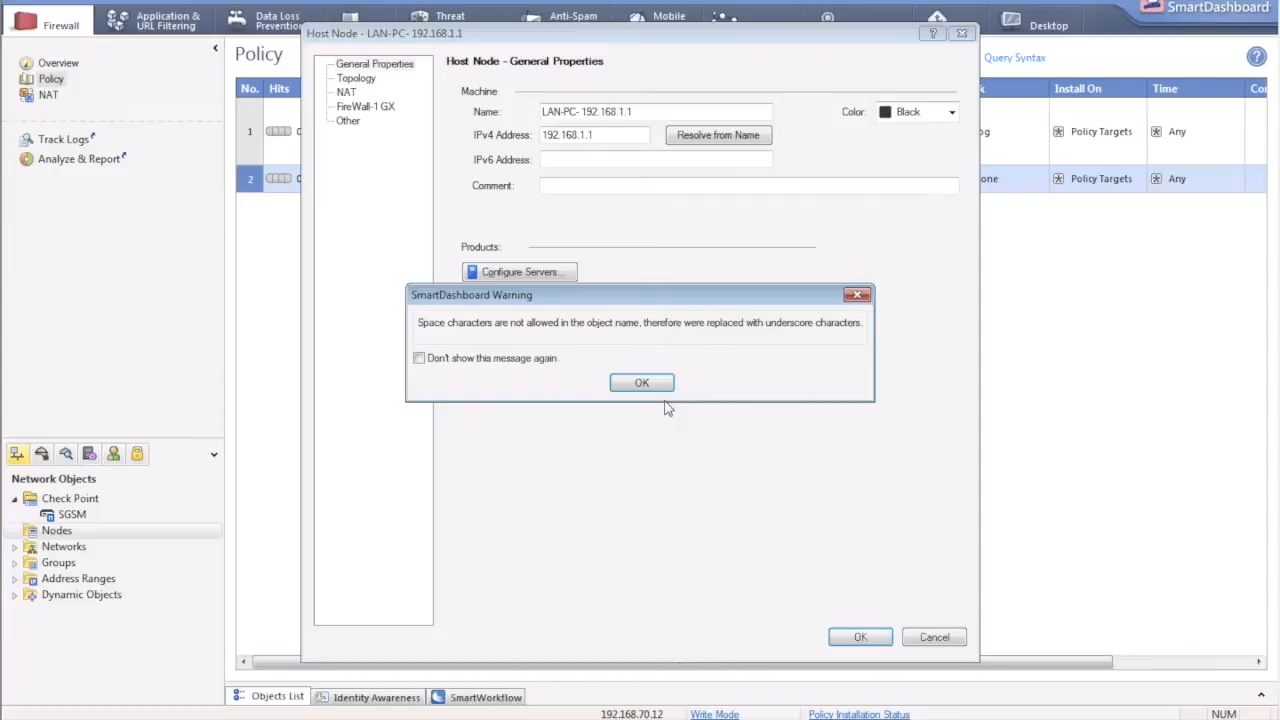 Firewall
Application &
URL Filtering
Data Loss
Prevention
Threat
Anti-Spam
Mobile
Desktop
SmartDashboard
Overview
Policy
NAT
Track Logs
Analyze & Report
Policy
Query Syntax
No. Hits
Install On
Time
1
Policy Targets
Any
2
Policy Targets
Any
Host Node - LAN-PC- 192.168.1.1
General Properties
Topology
NAT
FireWall-1 GX
Other
Host Node - General Properties
Machine
Name: LAN-PC- 192.168.1.1
Color: Black
IPv4 Address: 192.168.1.1 Resolve from Name
IPv6 Address:
Comment:
Products:
Configure Servers...
SmartDashboard Warning
Space characters are not allowed in the object name, therefore were replaced with underscore characters.
Don't show this message again.
OK
OK Cancel
Network Objects
Check Point
SGSM
Nodes
Networks
Groups
Address Ranges
Dynamic Objects
Objects List
Identity Awareness
SmartWorkflow
192.168.70.12
Write Mode
Policy Installation Status
NUM